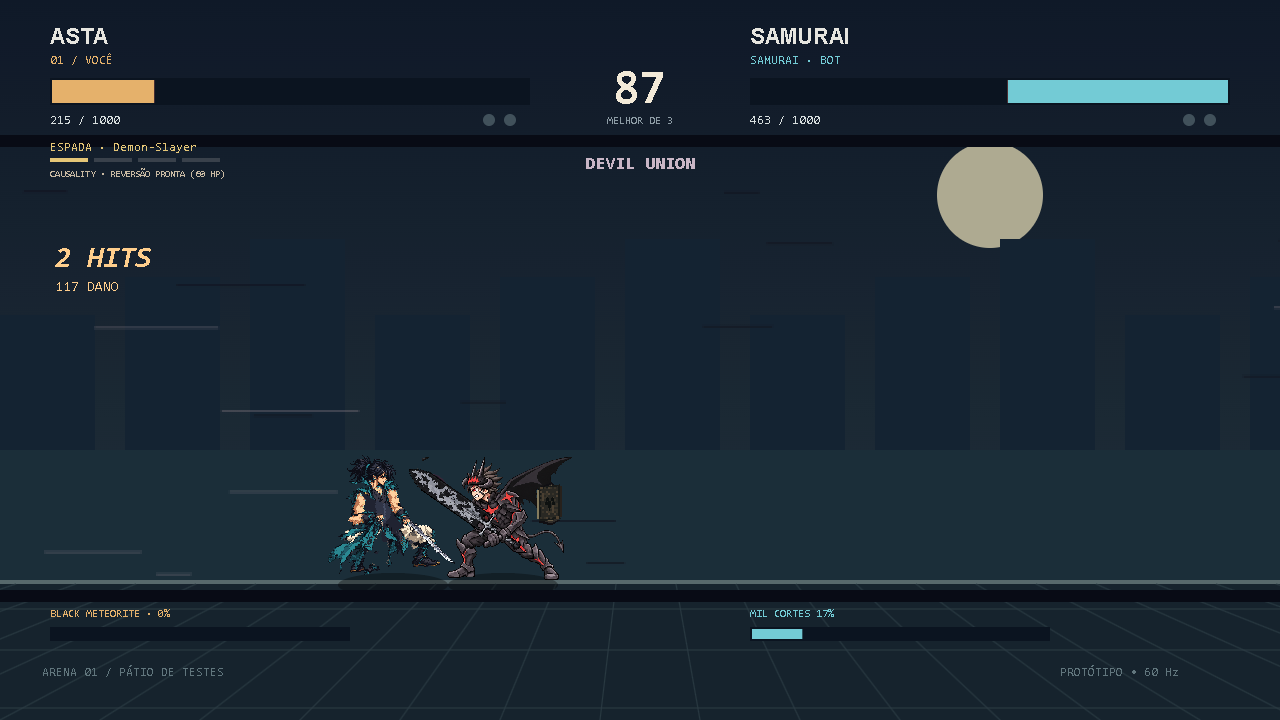 ASTA
01 / VOCÊ
215 / 1000
87
MELHOR DE 3
SAMURAI
SAMURAI · BOT
463 / 1000
ESPADA · Demon-Slayer
CAUSALITY · REVERSÃO PRONTA (60 HP)
DEVIL UNION
2 HITS
117 DANO
BLACK METEORITE · 0%
MIL CORTES 17%
ARENA 01 / PÁTIO DE TESTES
PROTÓTIPO • 60 Hz